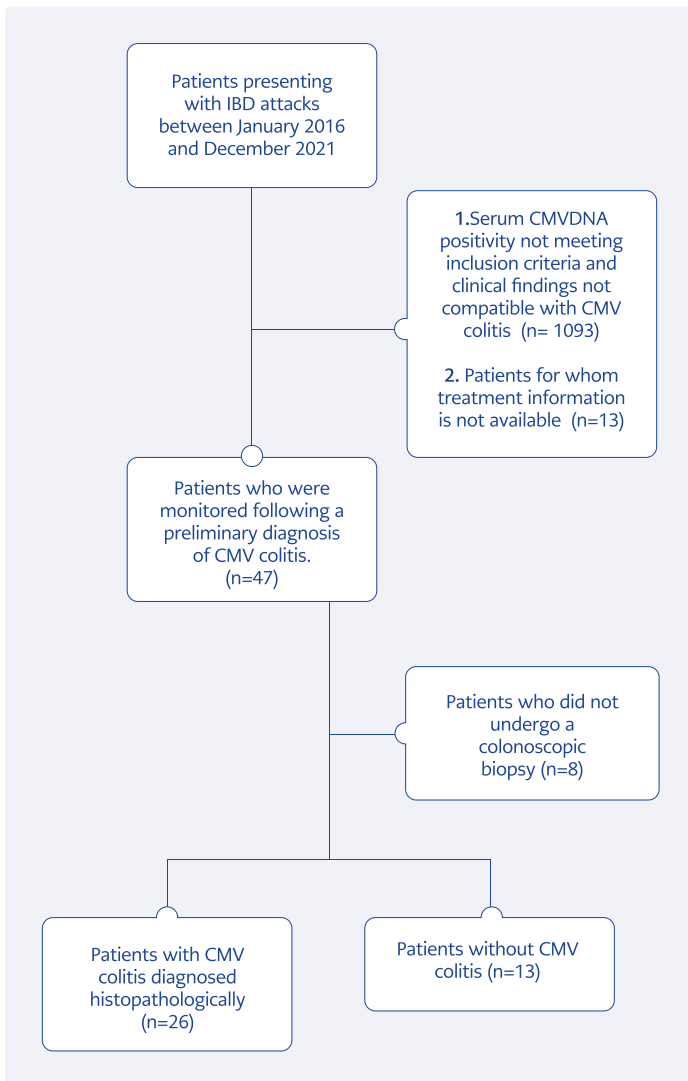 Patients presenting
with IBD attacks
between January 2016
and December 2021
1.Serum CMVDNA
positivity not meeting
inclusion criteria and
clinical findings not
compatible with CMV
colitis (n= 1093)
2. Patients for whom
treatment information
is not available (n=13)
Patients who were
monitored following a
preliminary diagnosis
of CMV colitis.
(n=47)
Patients who did not
undergo a
colonoscopic
biopsy (n=8)
Patients with CMV
colitis diagnosed
histopathologically
(n=26)
Patients without CMV
colitis (n=13)